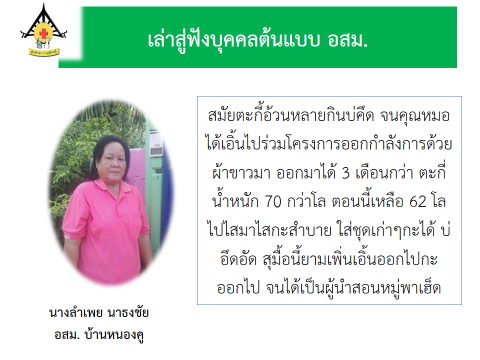 เล่าสู่ฟังบุคคลต้นแบบ อสม.
สมัยตะกี้อ้วนหลายกินบ่คึด จนคุณหมอ
ได้เอิ้นไปร่วมโครงการออกกำลังการด้วย
ผ้าขาวมา ออกมาได้ 3 เดือนกว่า ตะกี่
น้ำหนัก 70 กว่าโล ตอนนี้เหลือ 62 โล
ไปไสมาไสกะสำบาย ใส่ชุดเก่าๆกะได้ บ่
อึดอัด สุมื้อนี้ยามเพิ่นเอิ้นออกไปกะ
ออกไป จนได้เป็นผู้นำสอนหมู่พาเฮ็ด
นางลำเพย นาธงชัย
อสม. บ้านหนองคู